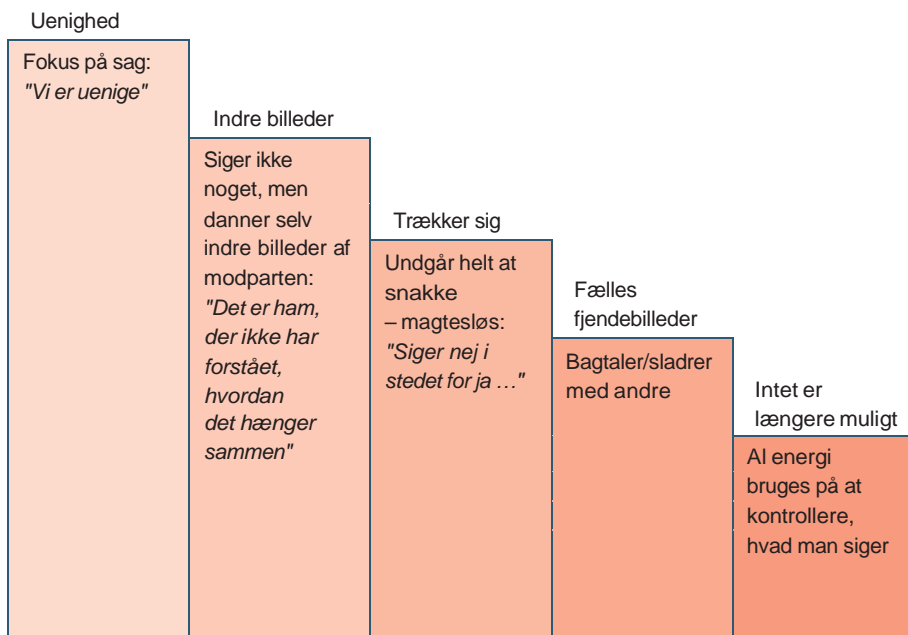 Uenighed
Fokus på sag:
"Vi er uenige"
Indre billeder
Siger ikke
noget, men
danner selv
indre billeder af
modparten:
"Det er ham,
der ikke har
forstået,
hvordan
det hænger
sammen"
Trækker sig
Undgår helt at
snakke
– magtesløs:
"Siger nej i
stedet for ja …"
Fælles
fjendebilleder
Bagtaler/sladrer
med andre
Intet er
længere muligt
Al energi
bruges på at
kontrollere,
hvad man siger